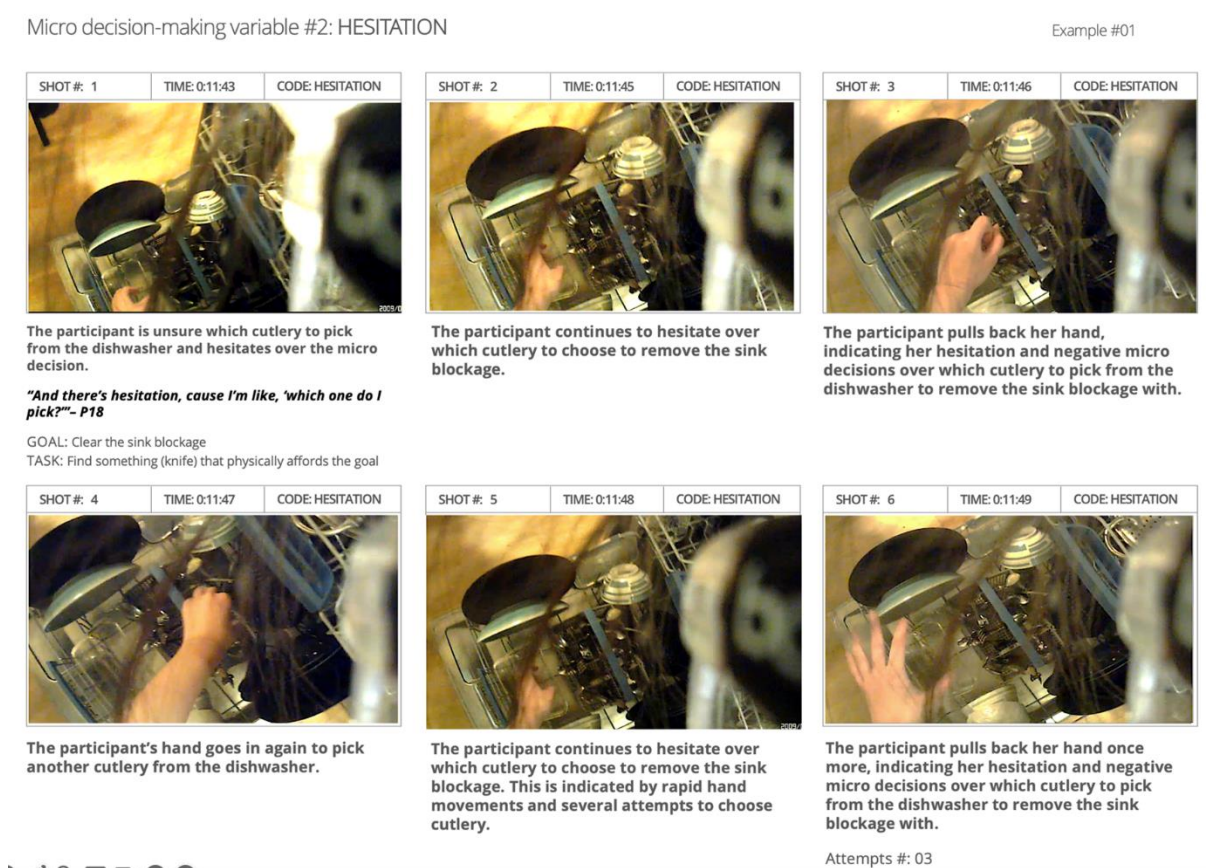 Micro decision-making variable #2: HESITATION
Example #01
SHOT #: 1 TIME: 0:11:43 CODE: HESITATION
SHOT #: 2 TIME: 0:11:45 CODE: HESITATION
SHOT #: 3 TIME: 0:11:46 CODE: HESITATION
The participant is unsure which cutlery to pick
from the dishwasher and hesitates over the micro
decision.
"And there's hesitation, cause I'm like, 'which one do I
pick?'"– P18
GOAL: Clear the sink blockage
TASK: Find something (knife) that physically affords the goal
The participant continues to hesitate over
which cutlery to choose to remove the sink
blockage.
The participant pulls back her hand,
indicating her hesitation and negative micro
decisions over which cutlery to pick from the
dishwasher to remove the sink blockage with.
SHOT #: 4 TIME: 0:11:47 CODE: HESITATION
SHOT #: 5 TIME: 0:11:48 CODE: HESITATION
SHOT #: 6 TIME: 0:11:49 CODE: HESITATION
The participant's hand goes in again to pick
another cutlery from the dishwasher.
The participant continues to hesitate over
which cutlery to choose to remove the sink
blockage. This is indicated by rapid hand
movements and several attempts to choose
cutlery.
The participant pulls back her hand once
more, indicating her hesitation and negative
micro decisions over which cutlery to pick
from the dishwasher to remove the sink
blockage with.
Attempts #: 03